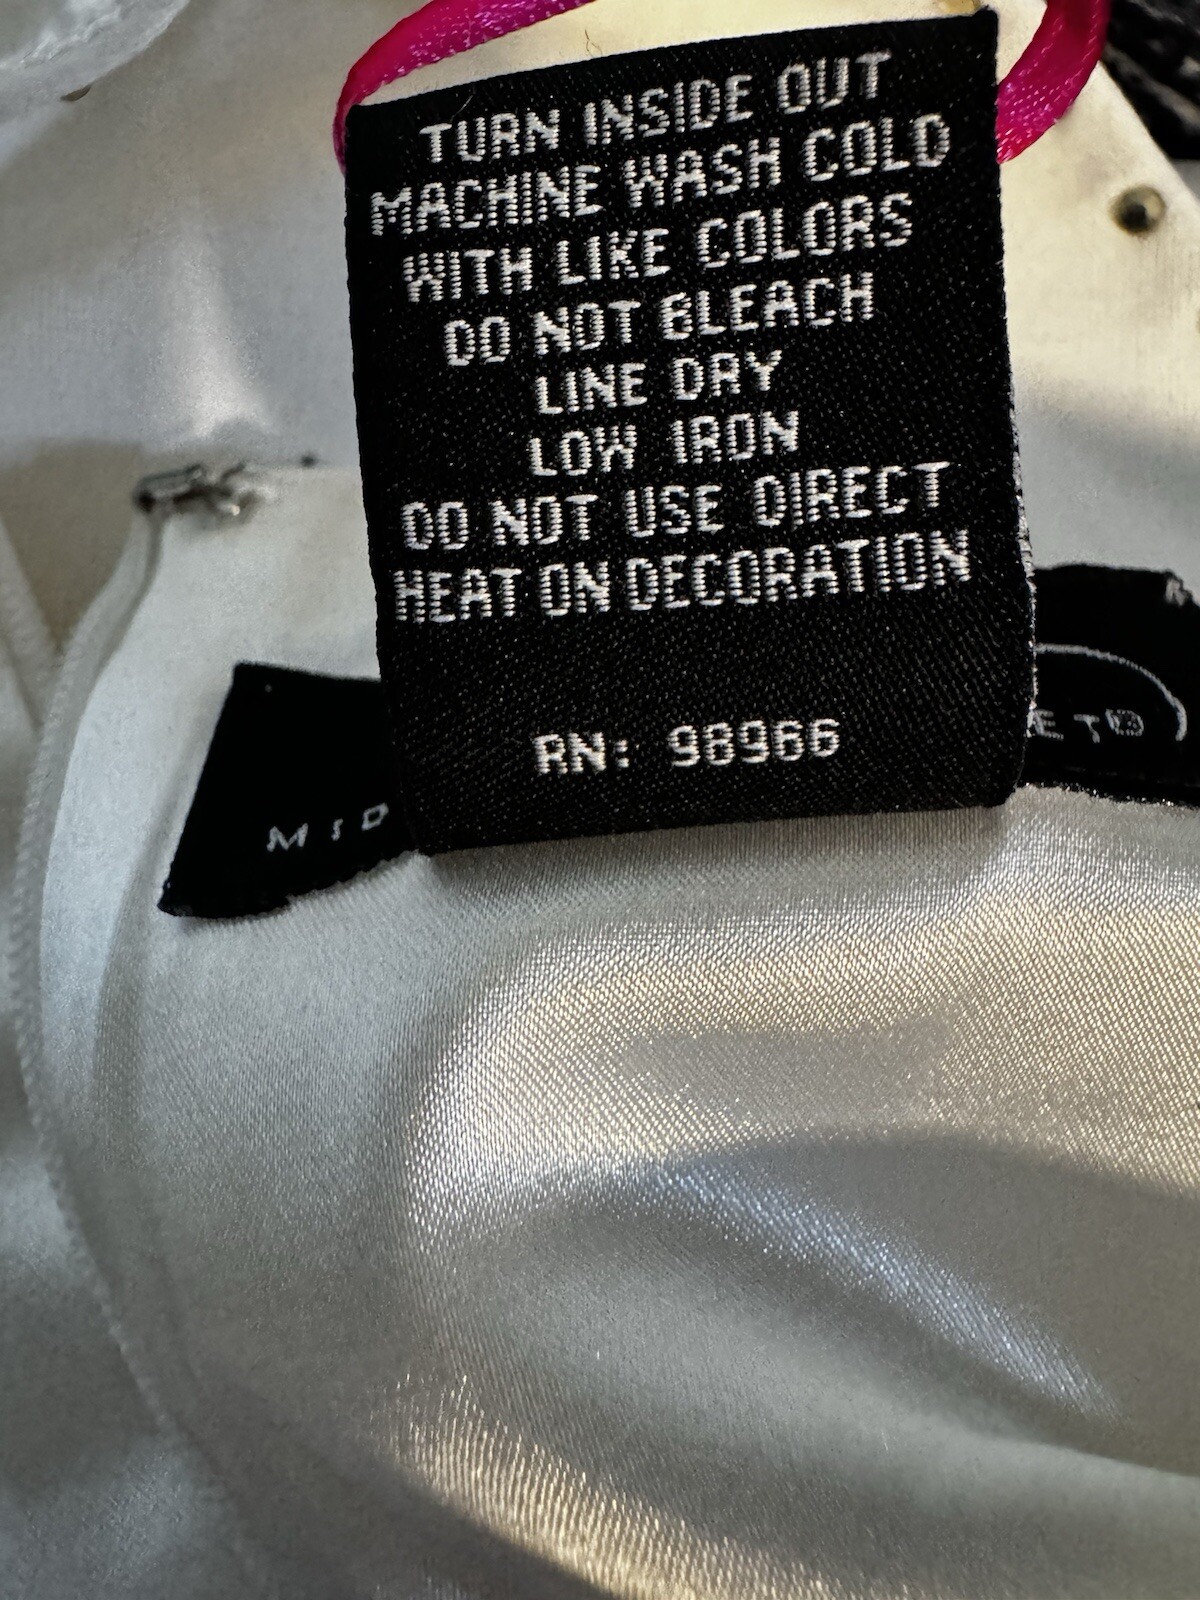 TURN INSIDE OUT
MACHINE WASH COLD
WITH LIKE COLORS
DO NOT BLEACH
LINE DRY
LOW IRON
DO NOT USE DIRECT
HEAT ON DECORATION
RN: 98966